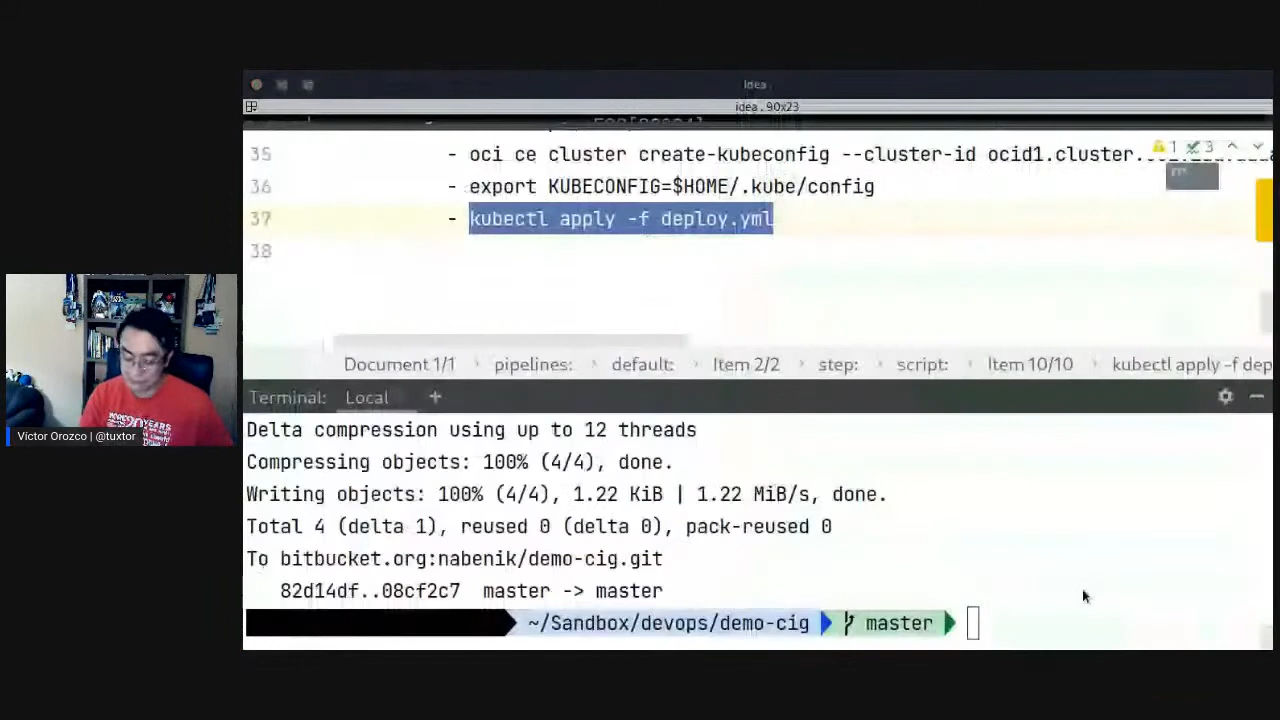 idea
idea . 90x23
35 - oci ce cluster create-kubeconfig --cluster-id ocid1.cluster.
1 3
36 - export KUBECONFIG=$HOME/.kube/config
37 - kubectl apply -f deploy.yml
38
Document 1/1 › pipelines: › default: › Item 2/2 › step: › script: › Item 10/10 › kubectl apply -f dep
Terminal: Local +
Delta compression using up to 12 threads
Compressing objects: 100% (4/4), done.
Writing objects: 100% (4/4), 1.22 KiB | 1.22 MiB/s, done.
Total 4 (delta 1), reused 0 (delta 0), pack-reused 0
To bitbucket.org:nabenik/demo-cig.git
82d14df..08cf2c7 master -> master
~/Sandbox/devops/demo-cig master
Víctor Orozco | @tuxtor